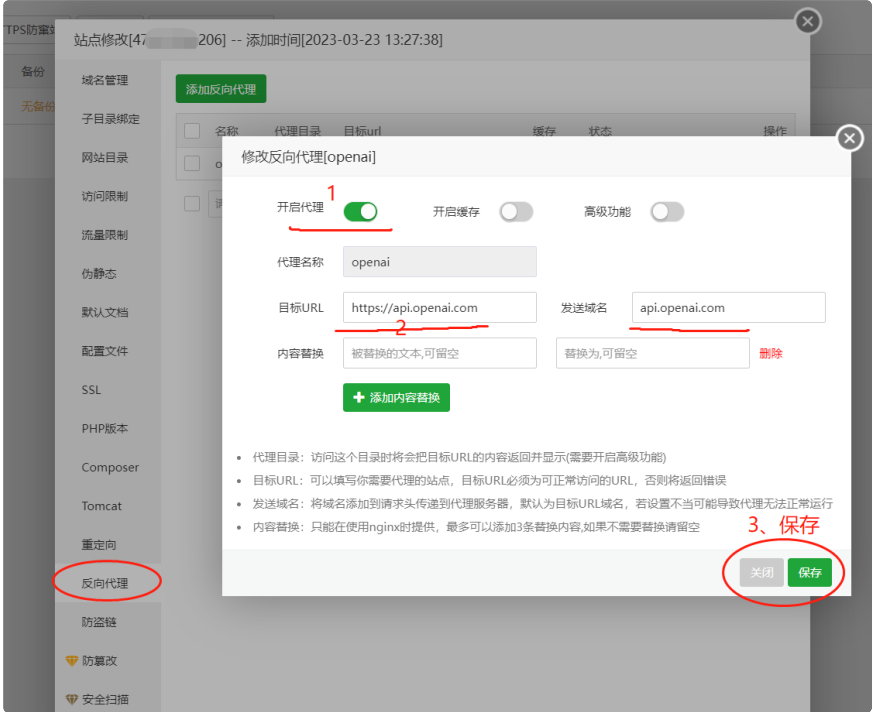 TTPS防窜站
站点修改[47 206] -- 添加时间[2023-03-23 13:27:38]
备份
无备份
域名管理
子目录绑定
网站目录
访问限制
流量限制
伪静态
默认文档
配置文件
SSL
PHP版本
Composer
Tomcat
重定向
反向代理
防盗链
防篡改
安全扫描
添加反向代理
名称 代理目录 目标url 缓存 状态 操作
o
请
修改反向代理[openai]
1
开启代理 开启缓存 高级功能
代理名称 openai
目标URL https://api.openai.com 发送域名 api.openai.com
2
内容替换 被替换的文本,可留空 替换为,可留空 删除
添加内容替换
代理目录：访问这个目录时将会把目标URL的内容返回并显示(需要开启高级功能)
目标URL：可以填写你需要代理的站点，目标URL必须为可正常访问的URL，否则将返回错误
发送域名：将域名添加到请求头传递到代理服务器，默认为目标URL域名，若设置不当可能导致代理无法正常运行
内容替换：只能在使用nginx时提供，最多可以添加3条替换内容,如果不需要替换请留空
3、保存
关闭 保存